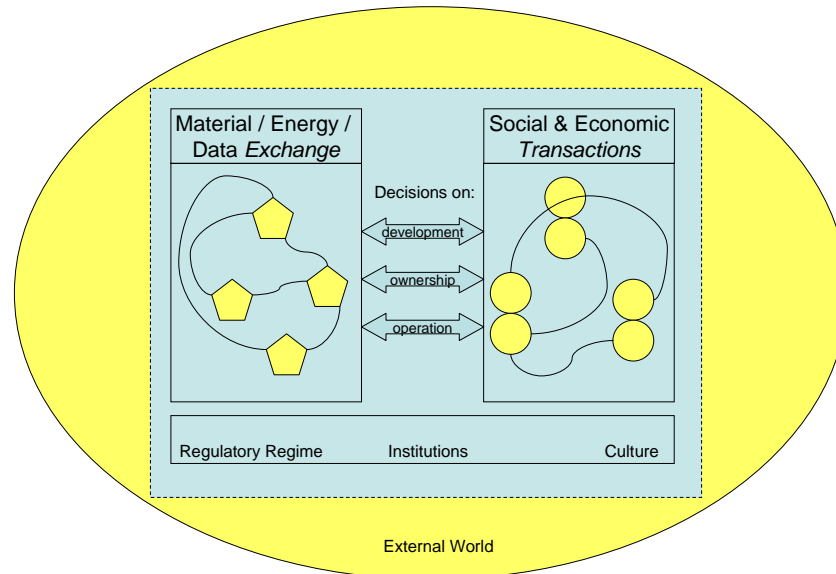 Material / Energy /
Data Exchange
Social & Economic
Transactions
Decisions on:
development
ownership
operation
Regulatory Regime
Institutions
Culture
External World